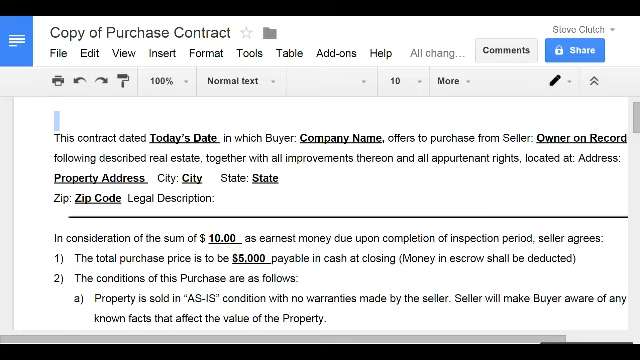 Copy of Purchase Contract
Steve Clutch
File Edit View Insert Format Tools Table Add-ons Help All chang...
Comments
Share
100% Normal text 10 More
This contract dated Today's Date in which Buyer: Company Name, offers to purchase from Seller: Owner on Record
following described real estate, together with all improvements thereon and all appurtenant rights, located at: Address:
Property Address City: City State: State
Zip: Zip Code Legal Description:
In consideration of the sum of $ 10.00 as earnest money due upon completion of inspection period, seller agrees:
1) The total purchase price is to be $5,000 payable in cash at closing (Money in escrow shall be deducted)
2) The conditions of this Purchase are as follows:
a) Property is sold in “AS-IS” condition with no warranties made by the seller. Seller will make Buyer aware of any
known facts that affect the value of the Property.